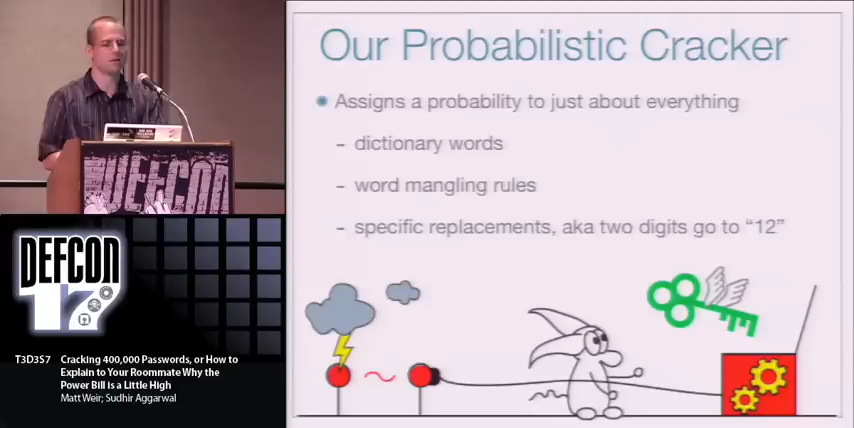 Our Probabilistic Cracker
Assigns a probability to just about everything
- dictionary words
- word mangling rules
- specific replacements, aka two digits go to “12”
DEFCON
DEFCON
17
T3D3S7 Cracking 400,000 Passwords, or How to
Explain to Your Roommate Why the
Power Bill is a Little High
Matt Weir; Sudhir Aggarwal